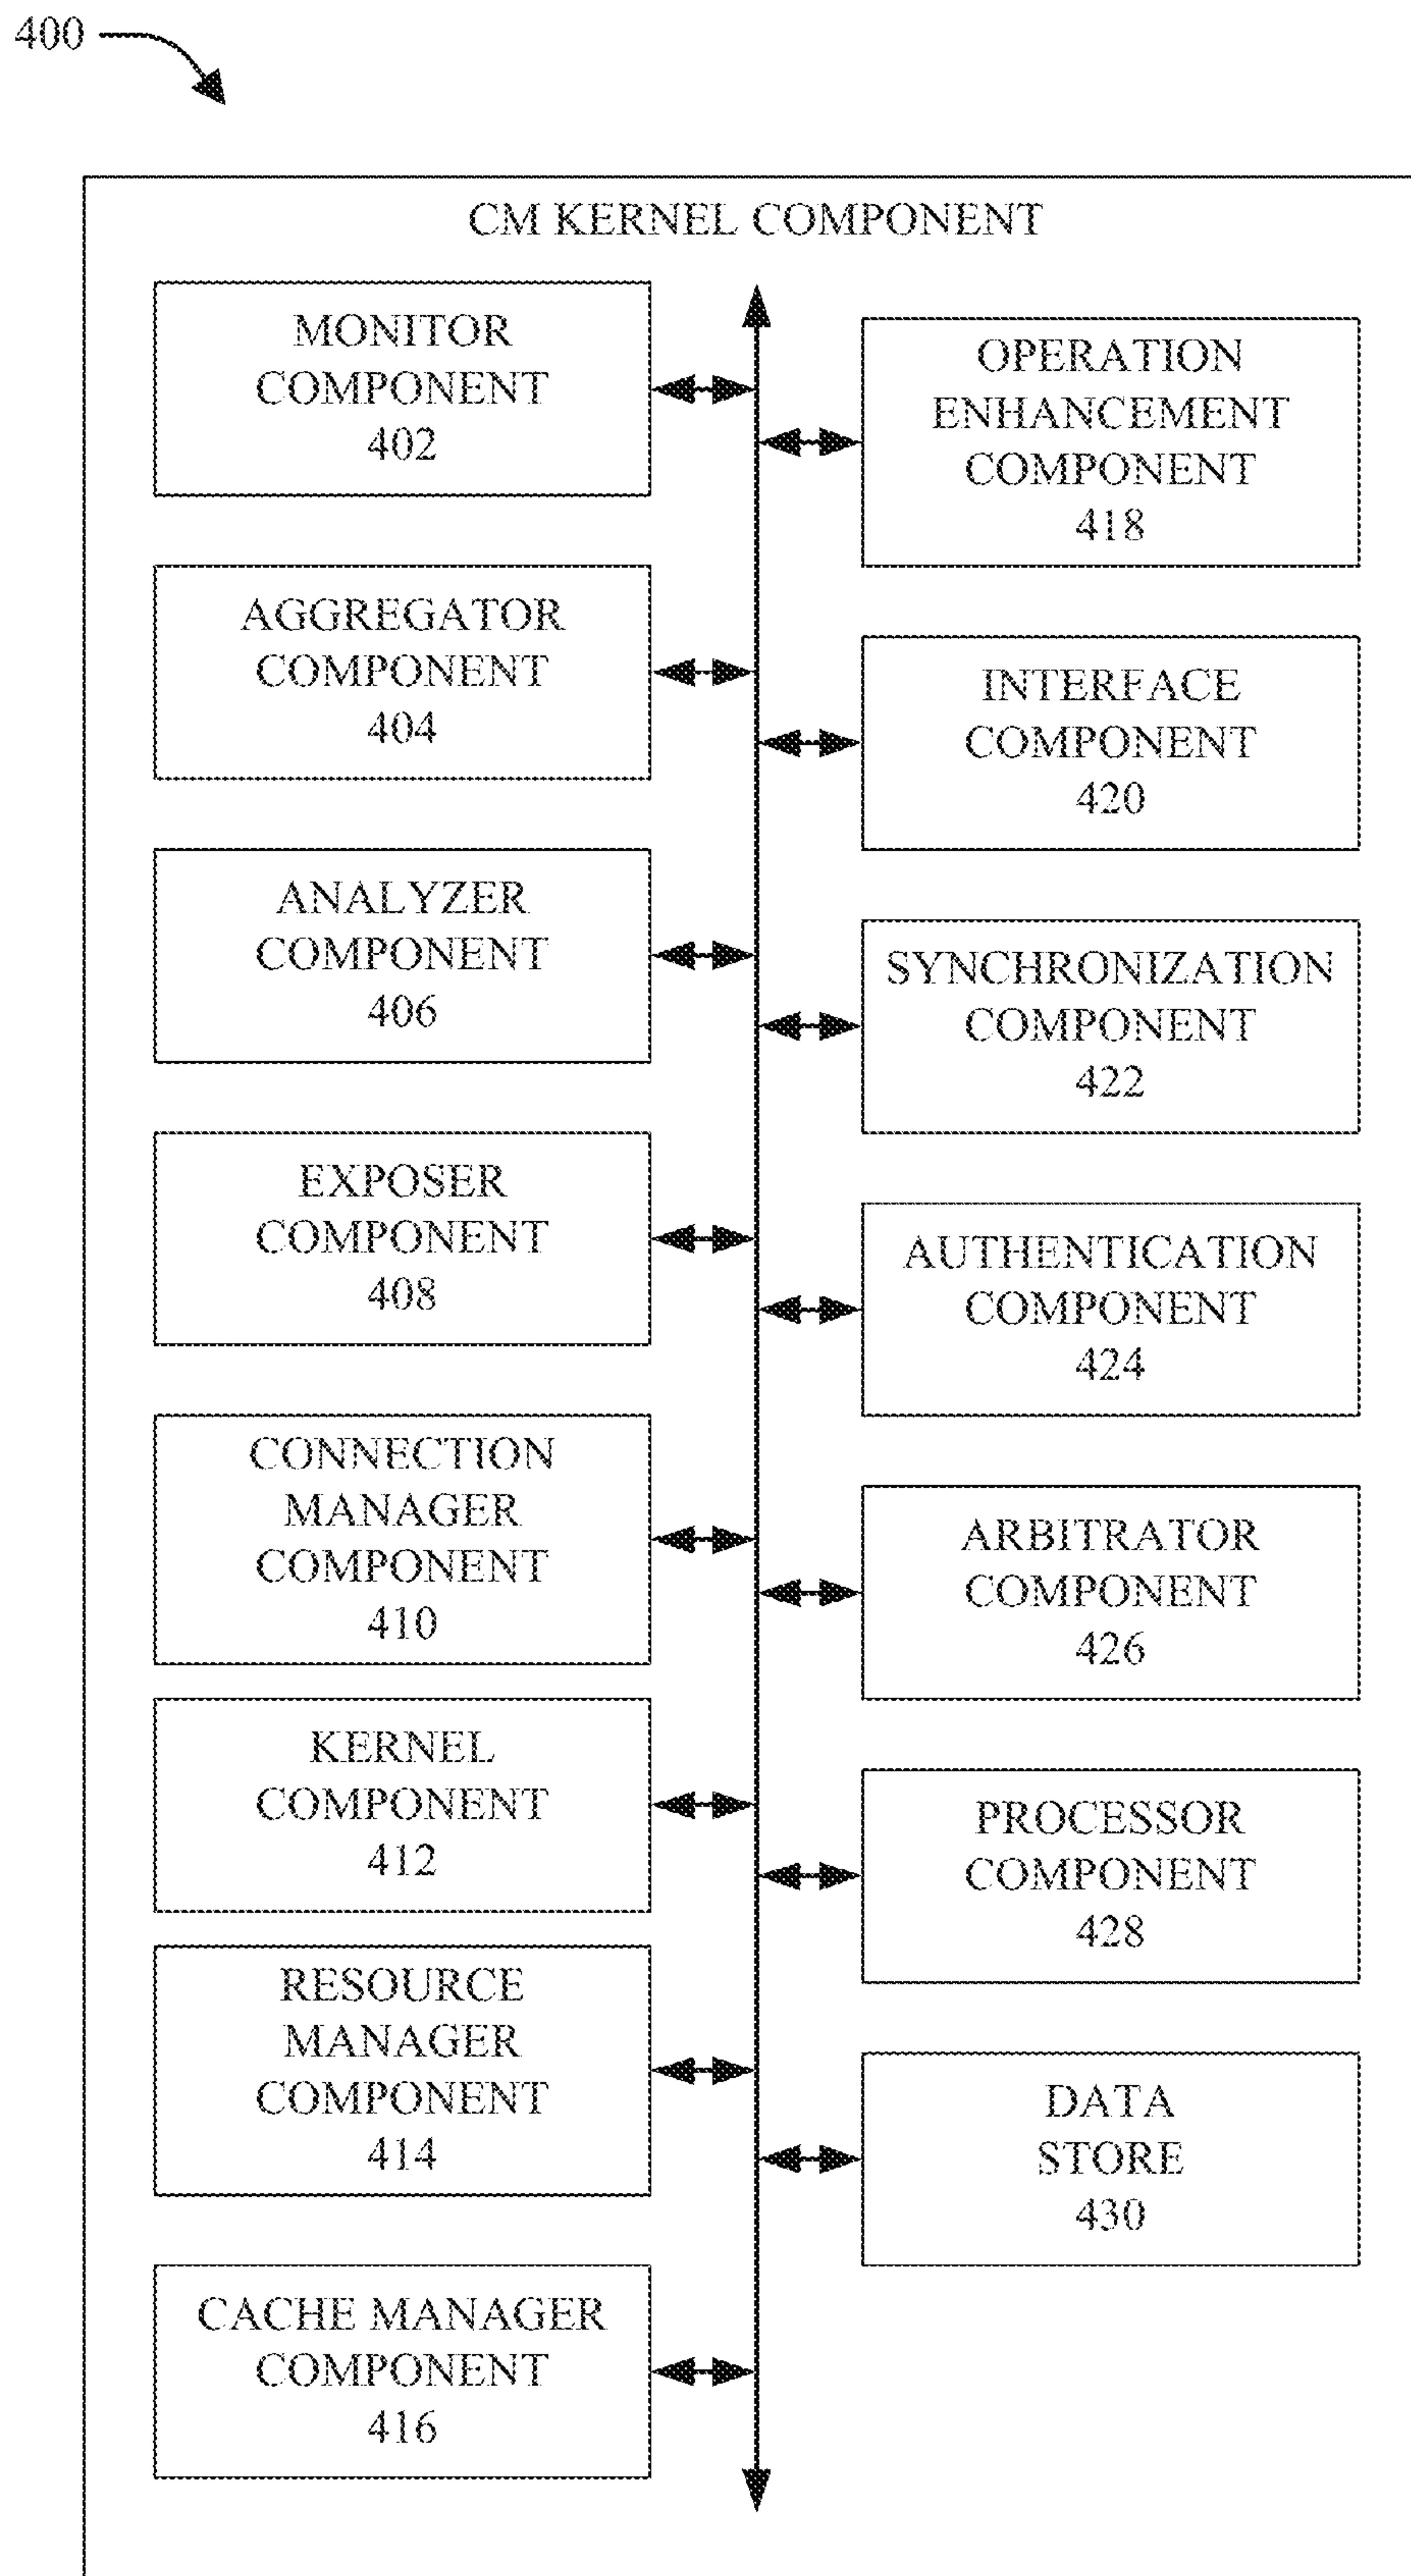 400
CM KERNEL COMPONENT
MONITOR
COMPONENT
402
AGGREGATOR
COMPONENT
404
ANALYZER
COMPONENT
406
EXPOSER
COMPONENT
408
CONNECTION
MANAGER
COMPONENT
410
KERNEL
COMPONENT
412
RESOURCE
MANAGER
COMPONENT
414
CACHE MANAGER
COMPONENT
416
OPERATION
ENHANCEMENT
COMPONENT
418
INTERFACE
COMPONENT
420
SYNCHRONIZATION
COMPONENT
422
AUTHENTICATION
COMPONENT
424
ARBITRATOR
COMPONENT
426
PROCESSOR
COMPONENT
428
DATA
STORE
430